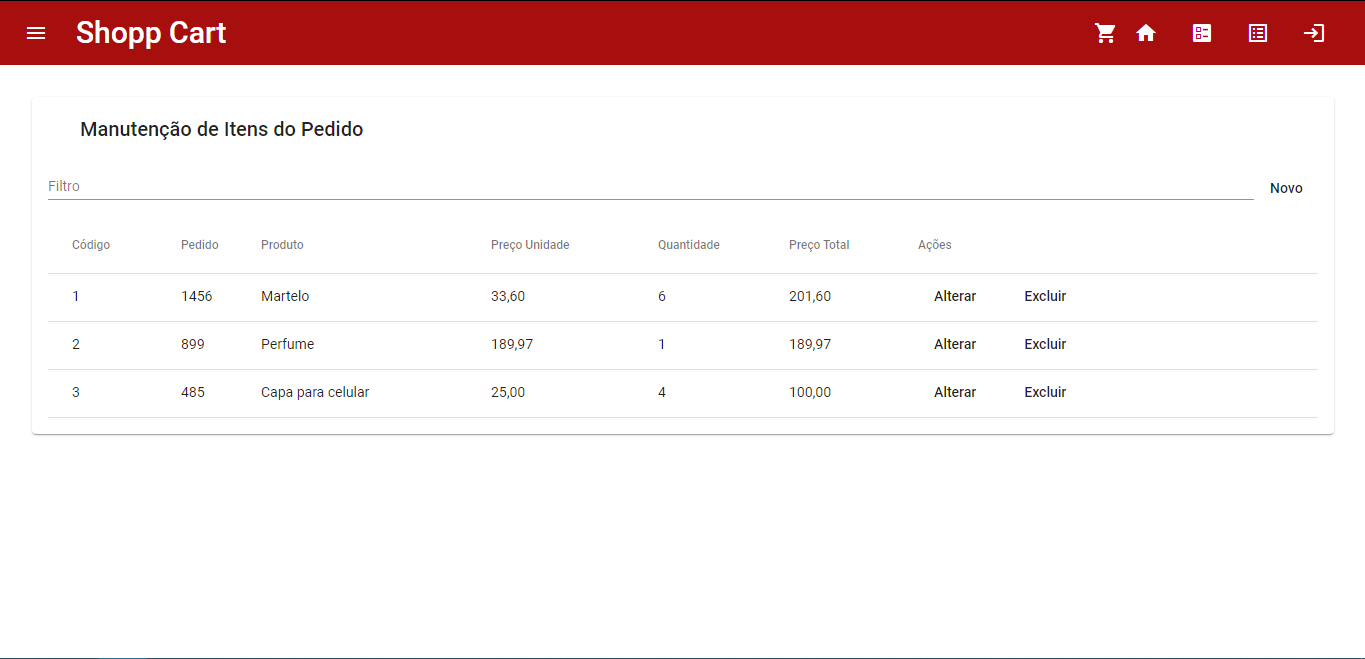 Shopp Cart
Manutenção de Itens do Pedido
Filtro
Novo
Código Pedido Produto Preço Unidade Quantidade Preço Total Ações
1 1456 Martelo 33,60 6 201,60 Alterar Excluir
2 899 Perfume 189,97 1 189,97 Alterar Excluir
3 485 Capa para celular 25,00 4 100,00 Alterar Excluir